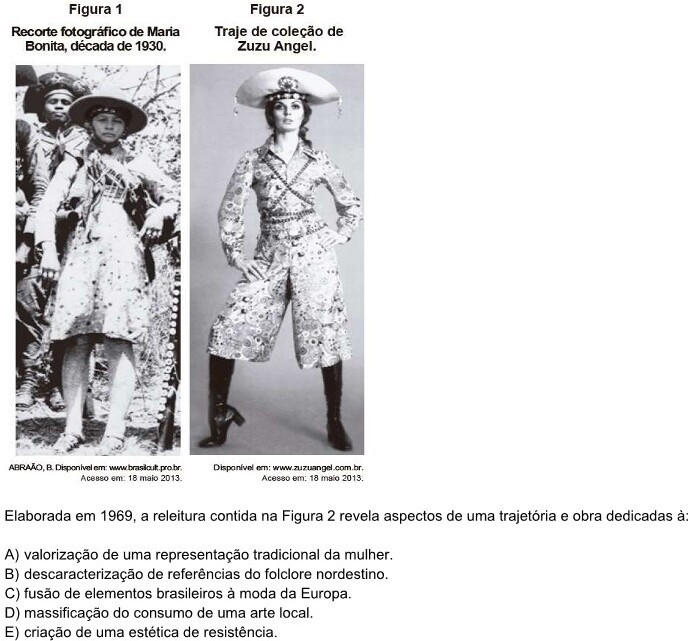 Figura 1
Recorte fotográfico de Maria
Bonita, década de 1930.
ABRAÃO, B. Disponível em: www.brasilcult.pro.br.
Acesso em: 18 maio 2013.
Figura 2
Traje de coleção de
Zuzu Angel.
Disponível em: www.zuzuangel.com.br.
Acesso em: 18 maio 2013.
Elaborada em 1969, a releitura contida na Figura 2 revela aspectos de uma trajetória e obra dedicadas à:
A) valorização de uma representação tradicional da mulher.
B) descaracterização de referências do folclore nordestino.
C) fusão de elementos brasileiros à moda da Europa.
D) massificação do consumo de uma arte local.
E) criação de uma estética de resistência.